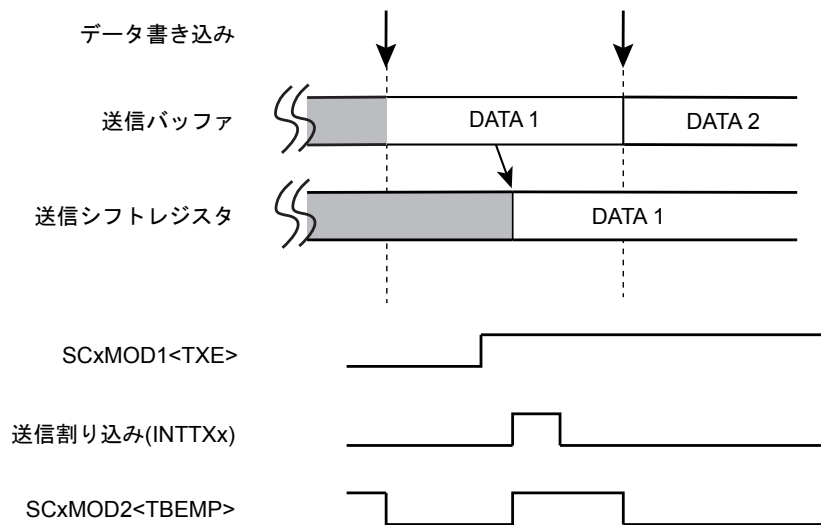 データ書き込み
送信バッファ
DATA 1
DATA 2
送信シフトレジスタ
DATA 1
SCxMOD1<TXE>
送信割り込み(INTTXx)
SCxMOD2<TBEMP>